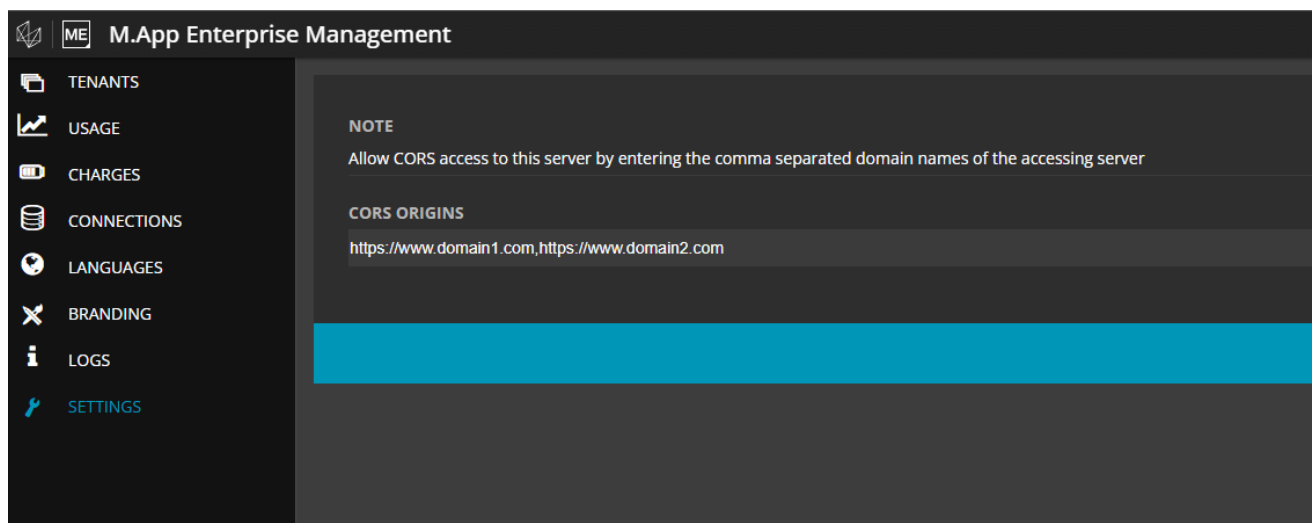 ME M.App Enterprise Management
TENANTS
USAGE
CHARGES
CONNECTIONS
LANGUAGES
BRANDING
LOGS
SETTINGS
NOTE
Allow CORS access to this server by entering the comma separated domain names of the accessing server
CORS ORIGINS
https://www.domain1.com,https://www.domain2.com